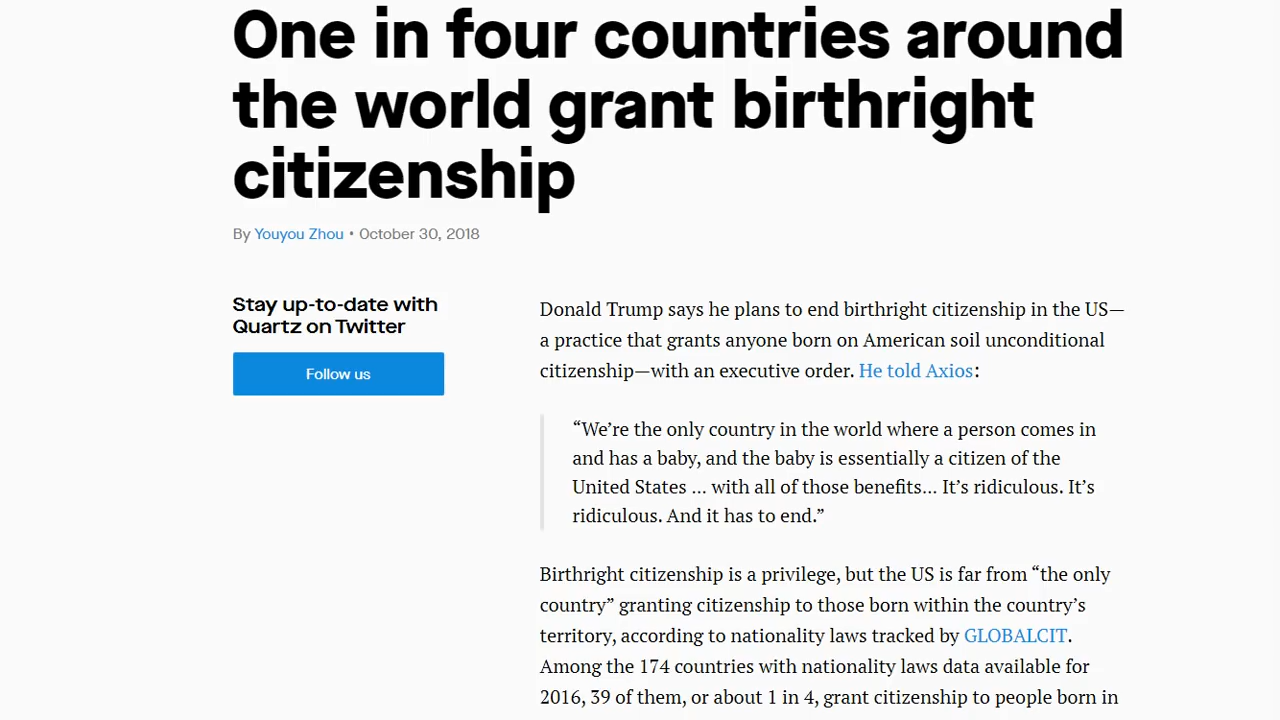 One in four countries around
the world grant birthright
citizenship
By Youyou Zhou • October 30, 2018
Stay up-to-date with
Quartz on Twitter
Follow us
Donald Trump says he plans to end birthright citizenship in the US—
a practice that grants anyone born on American soil unconditional
citizenship—with an executive order. He told Axios:
“We’re the only country in the world where a person comes in
and has a baby, and the baby is essentially a citizen of the
United States ... with all of those benefits... It’s ridiculous. It’s
ridiculous. And it has to end.”
Birthright citizenship is a privilege, but the US is far from “the only
country” granting citizenship to those born within the country’s
territory, according to nationality laws tracked by GLOBALCIT.
Among the 174 countries with nationality laws data available for
2016, 39 of them, or about 1 in 4, grant citizenship to people born in